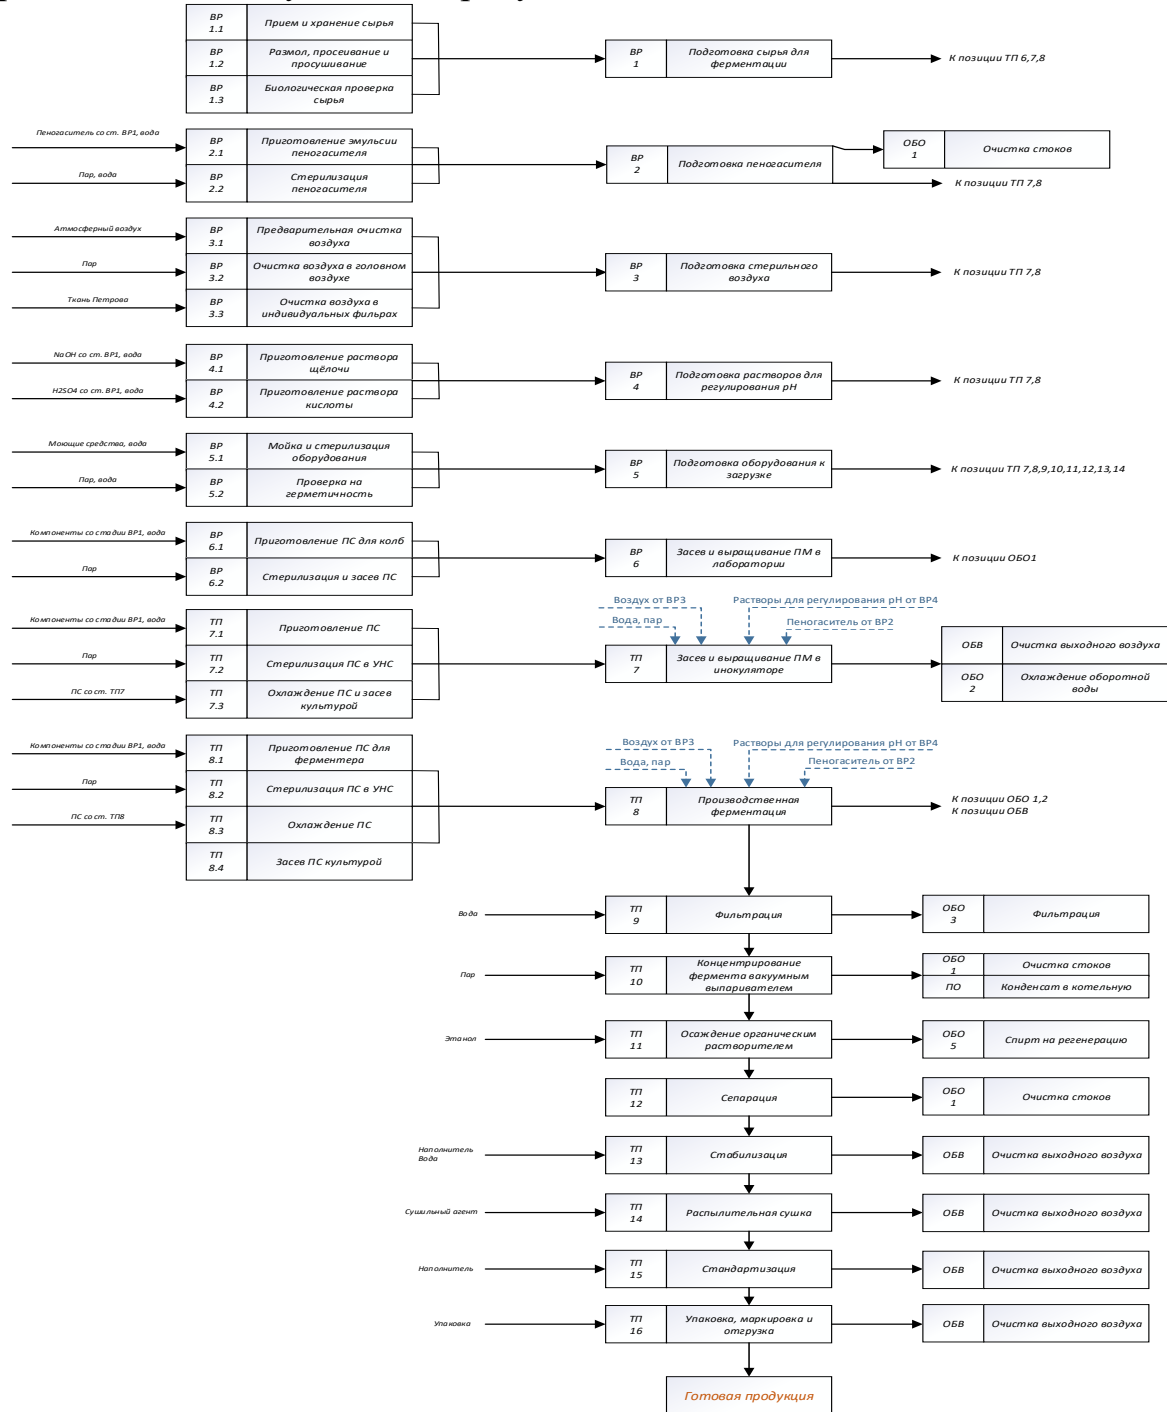 ВР
1.1
Прием и хранение сырья
ВР
1.2
Размол, просеивание и
просушивание
ВР
1.3
Биологическая проверка
сырья
ВР
1
Подготовка сырья для
ферментации
К позиции ТП 6,7,8
Пеногаситель со ст. ВР1, вода
ВР
2.1
Приготовление эмульсии
пеногасителя
Пар, вода
ВР
2.2
Стерилизация
пеногасителя
ВР
2
Подготовка пеногасителя
ОБО
1
Очистка стоков
К позиции ТП 7,8
Атмосферный воздух
ВР
3.1
Предварительная очистка
воздуха
Пар
ВР
3.2
Очистка воздуха в головном
воздухе
Ткань Петрова
ВР
3.3
Очистка воздуха в
индивидуальных фильрах
ВР
3
Подготовка стерильного
воздуха
К позиции ТП 7,8
NaOH со ст. ВР1, вода
ВР
4.1
Приготовление раствора
щёлочи
H2SO4 со ст. ВР1, вода
ВР
4.2
Приготовление раствора
кислоты
ВР
4
Подготовка растворов для
регулирования pH
К позиции ТП 7,8
Моющие средства, вода
ВР
5.1
Мойка и стерилизация
оборудования
Пар, вода
ВР
5.2
Проверка на
герметичность
ВР
5
Подготовка оборудования к
загрузке
К позиции ТП 7,8,9,10,11,12,13,14
Компоненты со стадии ВР1, вода
ВР
6.1
Приготовление ПС для колб
Пар
ВР
6.2
Стерилизация и засев ПС
ВР
6
Засев и выращивание ПМ в
лаборатории
К позиции ОБО1
Компоненты со стадии ВР1, вода
ТП
7.1
Приготовление ПС
Пар
ТП
7.2
Стерилизация ПС в УНС
ПС со ст. ТП7
ТП
7.3
Охлаждение ПС и засев
культурой
Воздух от ВР3
Растворы для регулирования pH от ВР4
Вода, пар
Пеногаситель от ВР2
ТП
7
Засев и выращивание ПМ в
инокуляторе
ОБВ
Очистка выходного воздуха
ОБО
2
Охлаждение оборотной
воды
Компоненты со стадии ВР1, вода
ТП
8.1
Приготовление ПС для
ферментера
Пар
ТП
8.2
Стерилизация ПС в УНС
ПС со ст. ТП8
ТП
8.3
Охлаждение ПС
ТП
8.4
Засев ПС культурой
Воздух от ВР3
Растворы для регулирования pH от ВР4
Вода, пар
Пеногаситель от ВР2
ТП
8
Производственная
ферментация
К позиции ОБО 1,2
К позиции ОБВ
Вода
ТП
9
Фильтрация
ОБО
3
Фильтрация
Пар
ТП
10
Концентрирование
фермента вакуумным
выпаривателем
ОБО
1
Очистка стоков
ПО
Конденсат в котельную
Этанол
ТП
11
Осаждение органическим
растворителем
ОБО
5
Спирт на регенерацию
ТП
12
Сепарация
ОБО
1
Очистка стоков
Наполнитель
Вода
ТП
13
Стабилизация
ОБВ
Очистка выходного воздуха
Сушильный агент
ТП
14
Распылительная сушка
ОБВ
Очистка выходного воздуха
Наполнитель
ТП
15
Стандартизация
ОБВ
Очистка выходного воздуха
Упаковка
ТП
16
Упаковка, маркировка и
отгрузка
ОБВ
Очистка выходного воздуха
Готовая продукция